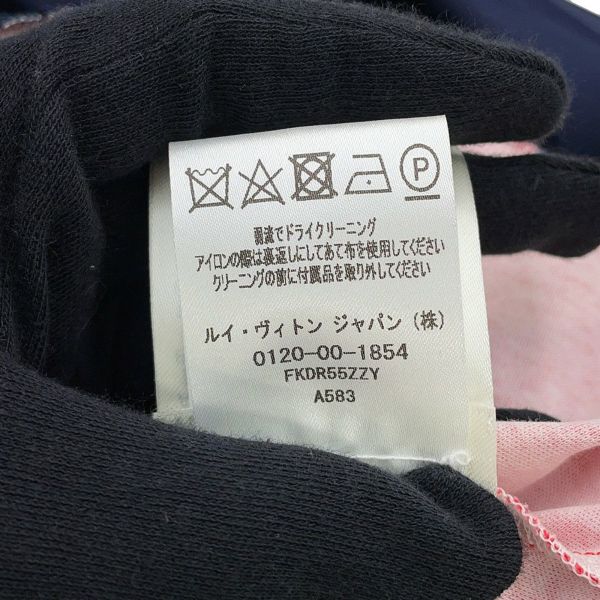 P
弱流でドライクリーニング
アイロンの際は裏返しにしてあて布を使用してください
クリーニングの前に付属品を取り外してください
ルイ・ヴィトン ジャパン (株)
0120-00-1854
FKDR55ZZY
A583